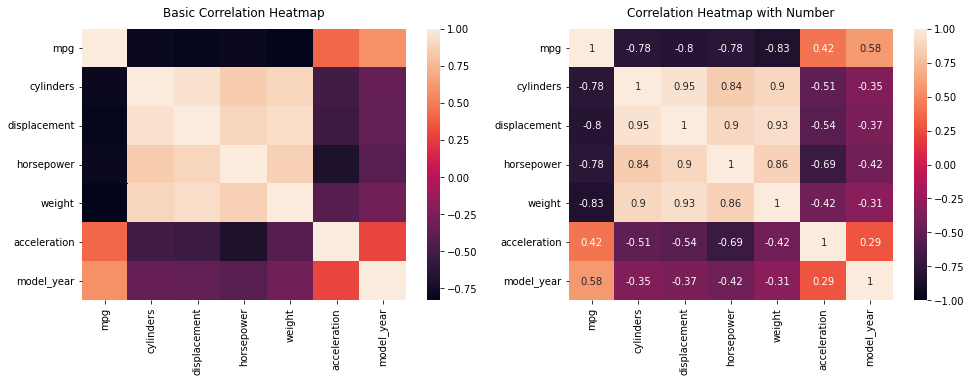 Basic Correlation Heatmap
mpg
cylinders
displacement
horsepower
weight
acceleration
model_year
mpg
cylinders
displacement
horsepower
weight
acceleration
model_year
1.00
0.75
0.50
0.25
0.00
−0.25
−0.50
−0.75
Correlation Heatmap with Number
mpg 1 -0.78 -0.8 -0.78 -0.83 0.42 0.58
cylinders -0.78 1 0.95 0.84 0.9 -0.51 -0.35
displacement -0.8 0.95 1 0.9 0.93 -0.54 -0.37
horsepower -0.78 0.84 0.9 1 0.86 -0.69 -0.42
weight -0.83 0.9 0.93 0.86 1 -0.42 -0.31
acceleration 0.42 -0.51 -0.54 -0.69 -0.42 1 0.29
model_year 0.58 -0.35 -0.37 -0.42 -0.31 0.29 1
mpg
cylinders
displacement
horsepower
weight
acceleration
model_year
1.00
0.75
0.50
0.25
0.00
−0.25
−0.50
−0.75
−1.00